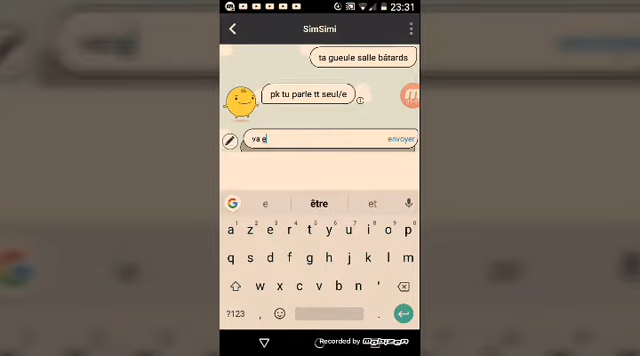 23:31
SimSimi
ta gueule salle bâtards
pk tu parle tt seul/e
va e
envoyer
e être et
a z e r t y u i o p
q s d f g h j k l m
w x c v b n '
?123 , .
Recorded by mobizen